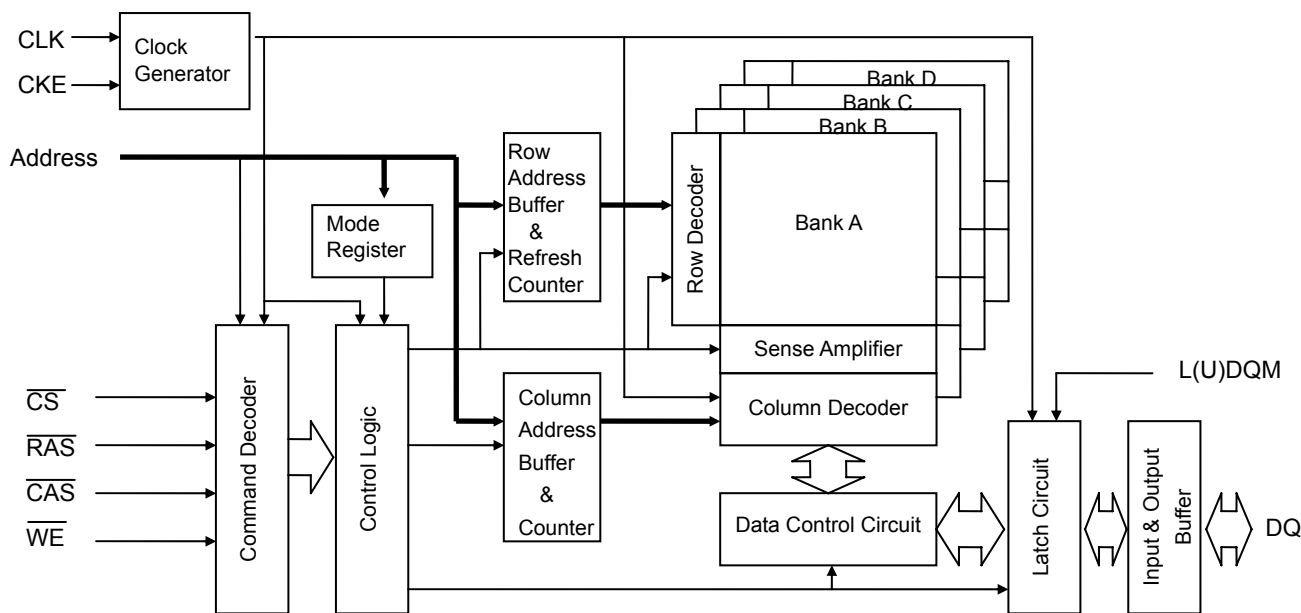 CLK
CKE
Clock
Generator
Bank D
Bank C
Bank B
Bank A
Address
Row
Address
Buffer
&
Refresh
Counter
Row Decoder
Mode
Register
Sense Amplifier
Column Decoder
L(U)DQM
CS
RAS
CAS
WE
Command Decoder
Control Logic
Column
Address
Buffer
&
Counter
Data Control Circuit
Latch Circuit
Input & Output
Buffer
DQ